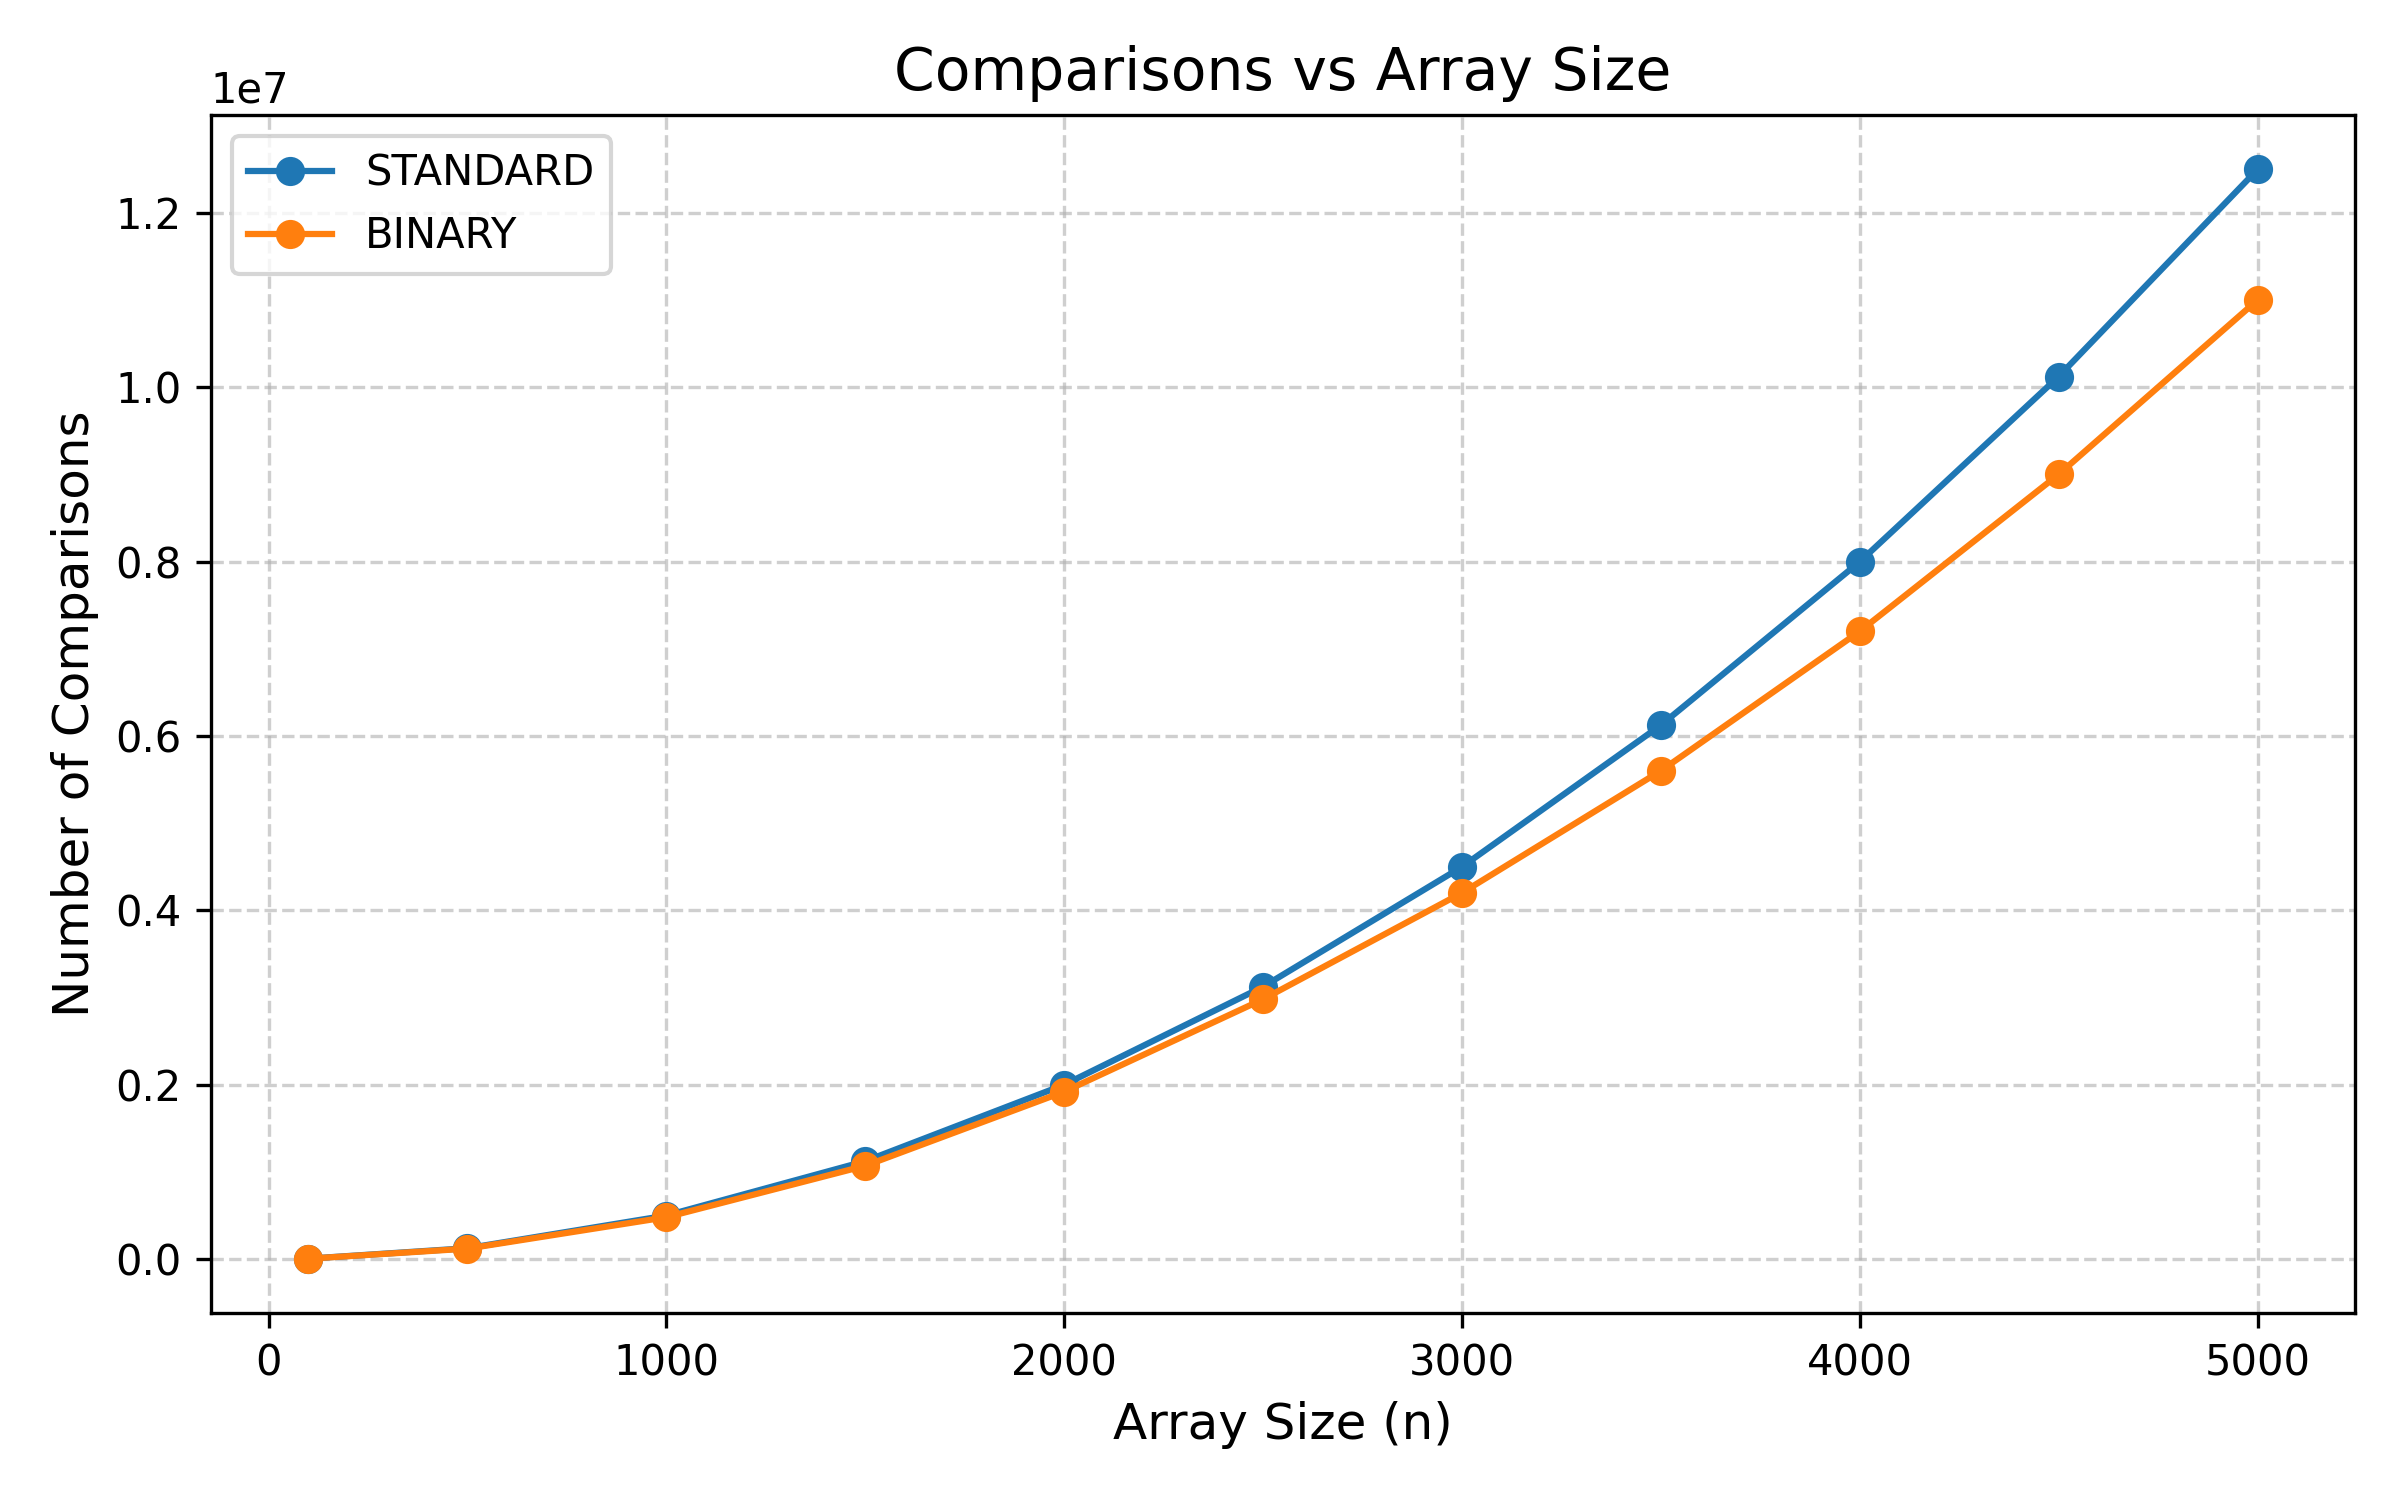 Comparisons vs Array Size
1e7
STANDARD
BINARY
1.2
1.0
0.8
0.6
0.4
0.2
0.0
Number of Comparisons
0 1000 2000 3000 4000 5000
Array Size (n)